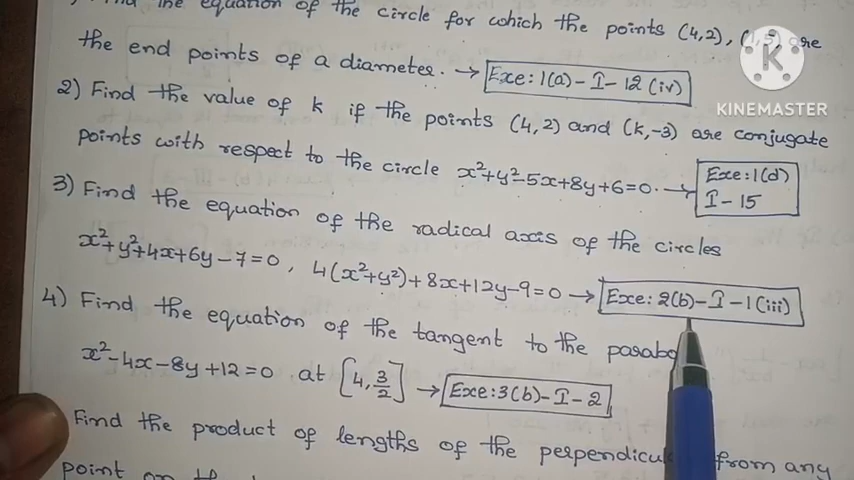 the equation of the circle for which the points (4,2), are
the end points of a diameter. → Exe: 1(a)-I-12(iv)
KINEMASTER
2) Find the value of k if the points (4,2) and (k,-3) are conjugate
points with respect to the circle x²+y²-5x+8y+6=0. → Exe: 1(d) I-15
3) Find the equation of the radical axis of the circles
x²+y²+4x+6y-7=0, 4(x²+y²)+8x+12y-9=0 → Exe: 2(b)-I-1(iii)
4) Find the equation of the tangent to the
x²-4x-8y+12=0 at [4, 3/2] → Exe: 3(b)-I-2
Find the product of lengths of the from any
point on